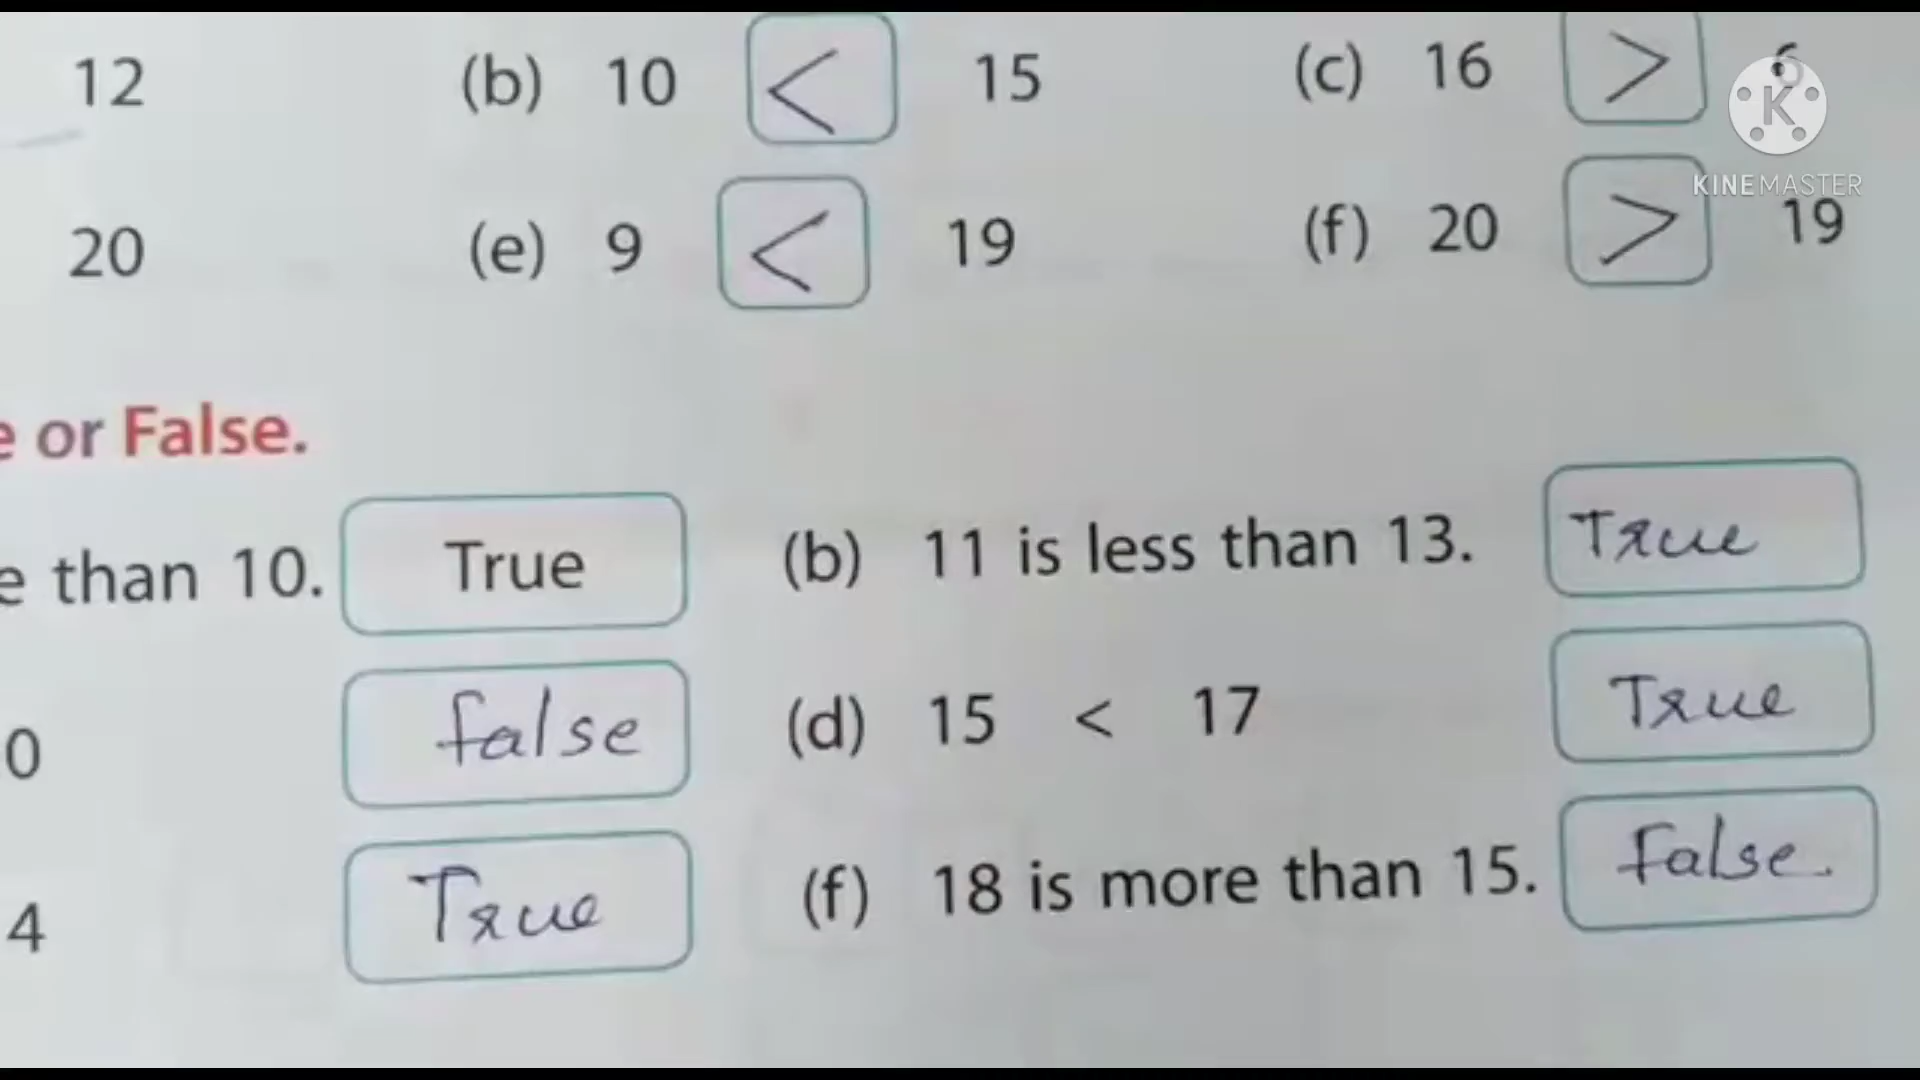 12 (b) 10 < 15 (c) 16 > 6
KINEMASTER
20 (e) 9 < 19 (f) 20 > 19
e or False.
e than 10. True (b) 11 is less than 13. True
0 false (d) 15 < 17 True
4 True (f) 18 is more than 15. False.